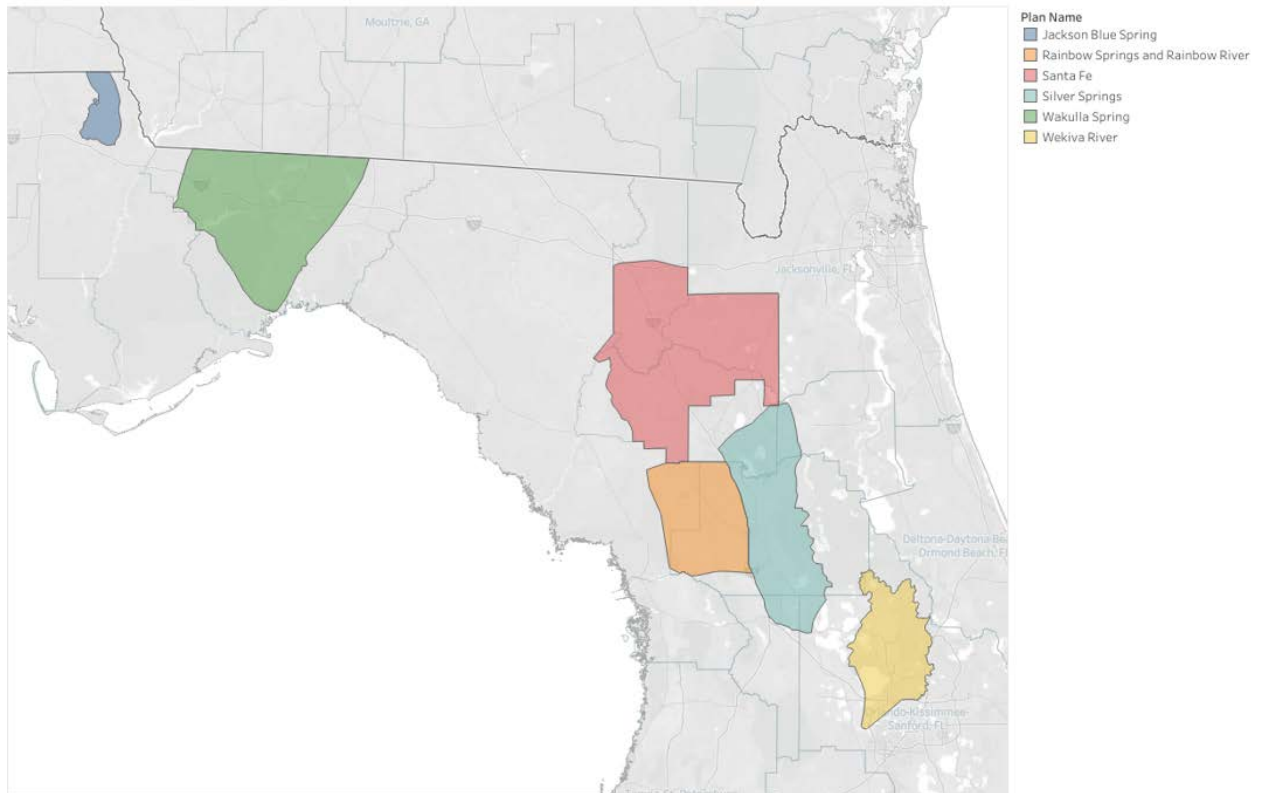 Moultrie, GA
Plan Name
Jackson Blue Spring
Rainbow Springs and Rainbow River
Santa Fe
Silver Springs
Wakulla Spring
Wekiva River
Jacksonville, FL
Deltona-Daytona Be
Ormond Beach, FL
lando-Kissimmee-
Sanford, FL